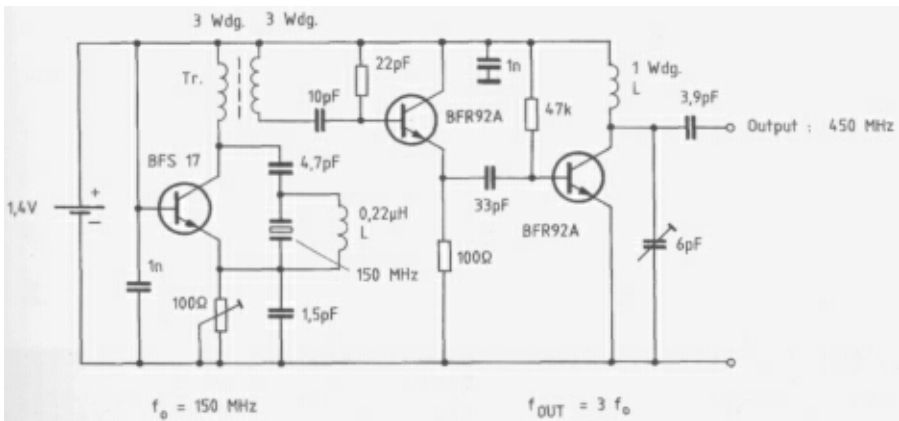 3 Wdg. 3 Wdg.
Tr.
22pF
10pF
1n
BFR92A
47k
1 Wdg.
L
3,9pF
Output : 450 MHz
BFS 17
4,7pF
1,4V
+
−
0,22µH
L
33pF
BFR92A
6pF
1n
150 MHz
100Ω
100Ω
1,5pF
f₀ = 150 MHz
f_OUT = 3 f₀